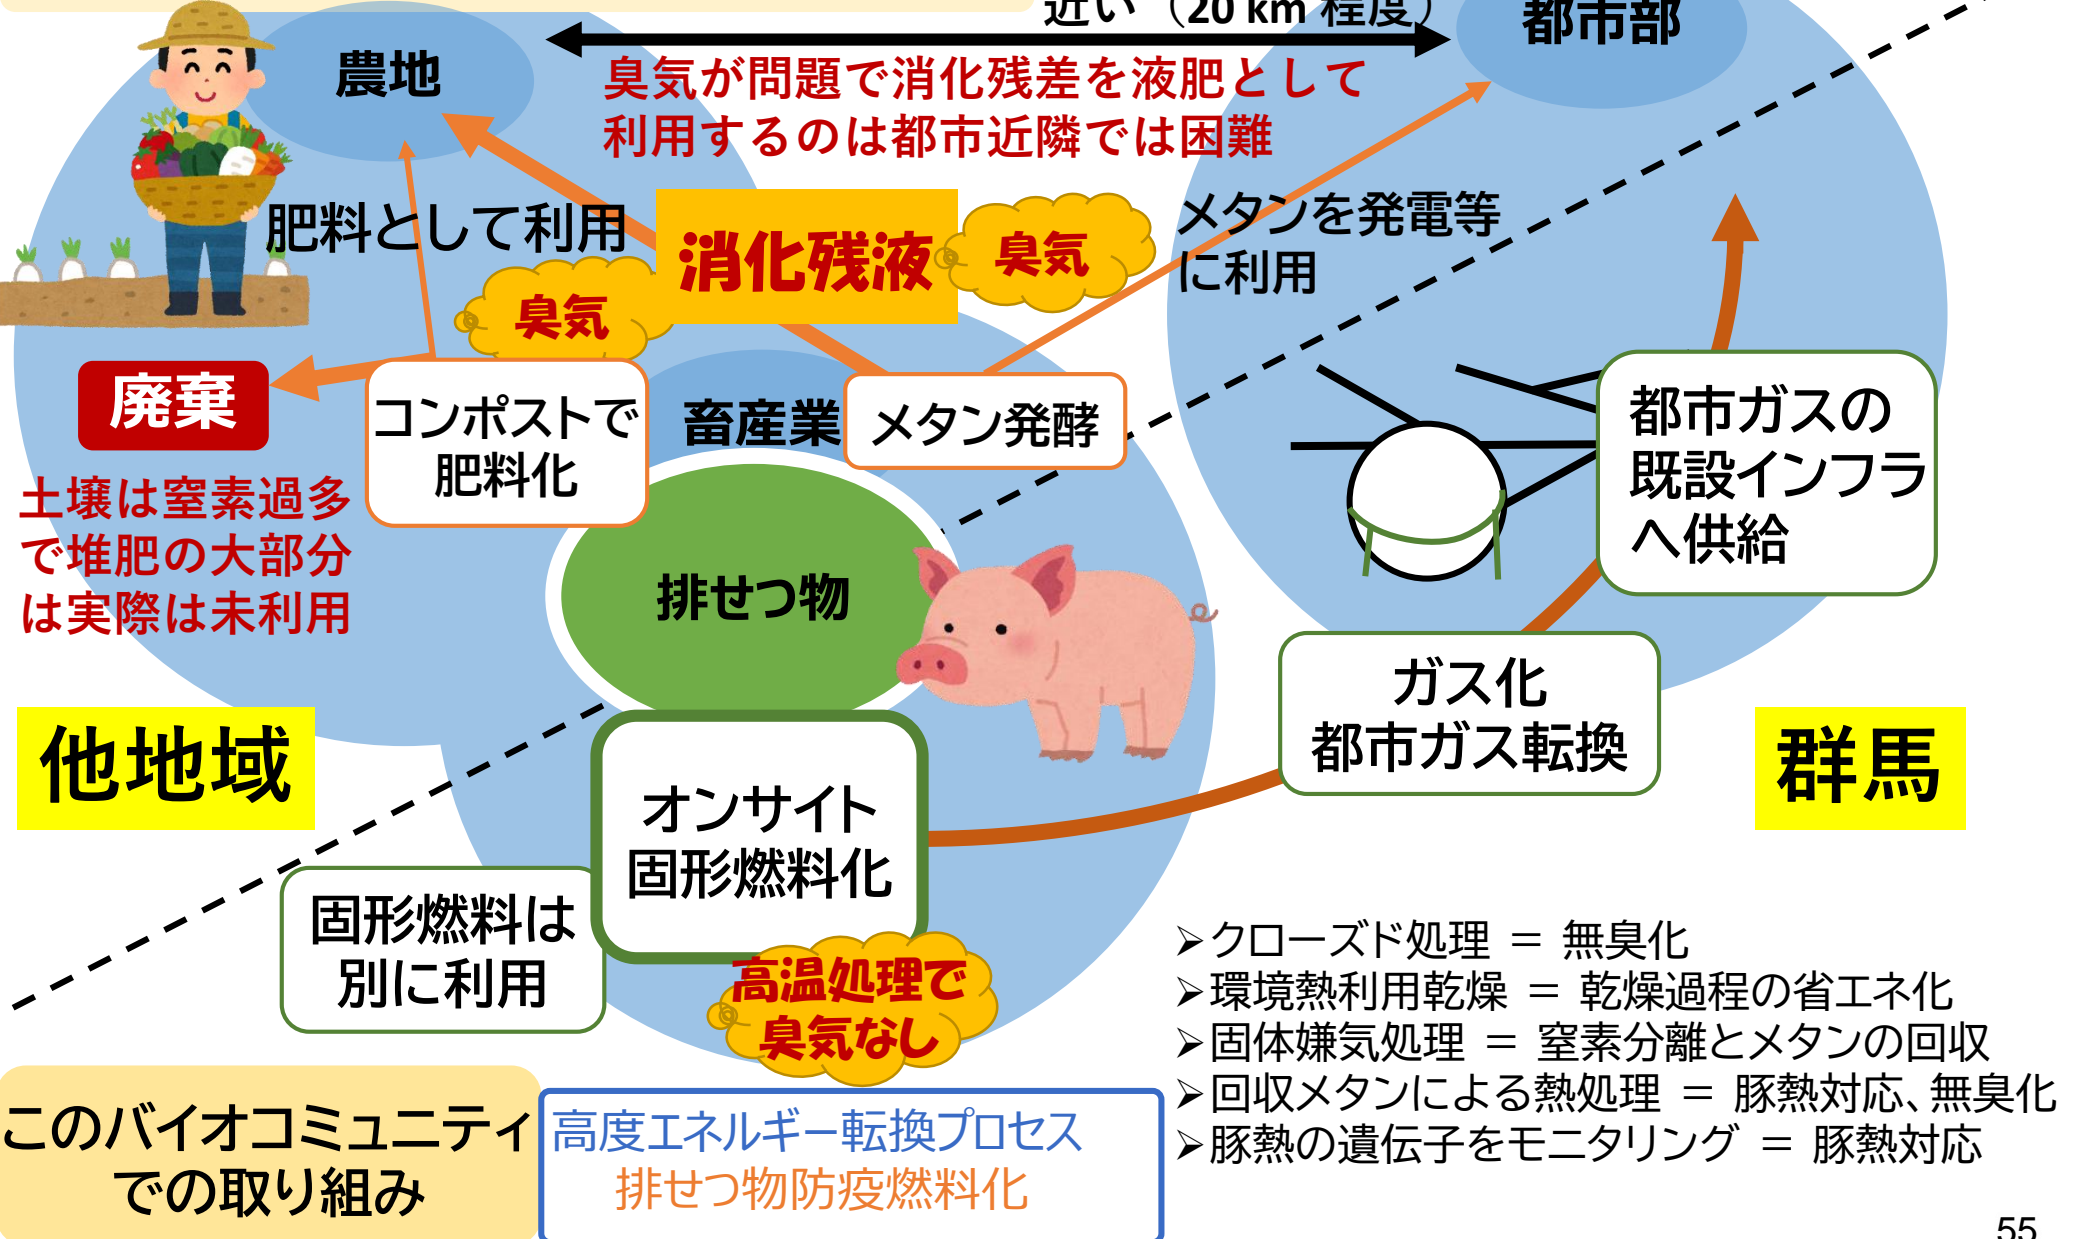 近い（20 km 程度）
農地
都市部
臭気が問題で消化残差を液肥として
利用するのは都市近隣では困難
肥料として利用
消化残液
臭気
臭気
メタンを発電等
に利用
廃棄
コンポストで
肥料化
畜産業
メタン発酵
都市ガスの
既設インフラ
へ供給
土壌は窒素過多
で堆肥の大部分
は実際は未利用
排せつ物
ガス化
都市ガス転換
他地域
群馬
オンサイト
固形燃料化
固形燃料は
別に利用
高温処理で
臭気なし
➢クローズド処理 ＝ 無臭化
➢環境熱利用乾燥 ＝ 乾燥過程の省エネ化
➢固体嫌気処理 ＝ 窒素分離とメタンの回収
➢回収メタンによる熱処理 ＝ 豚熱対応、無臭化
➢豚熱の遺伝子をモニタリング ＝ 豚熱対応
このバイオコミュニティ
での取り組み
高度エネルギー転換プロセス
排せつ物防疫燃料化
55